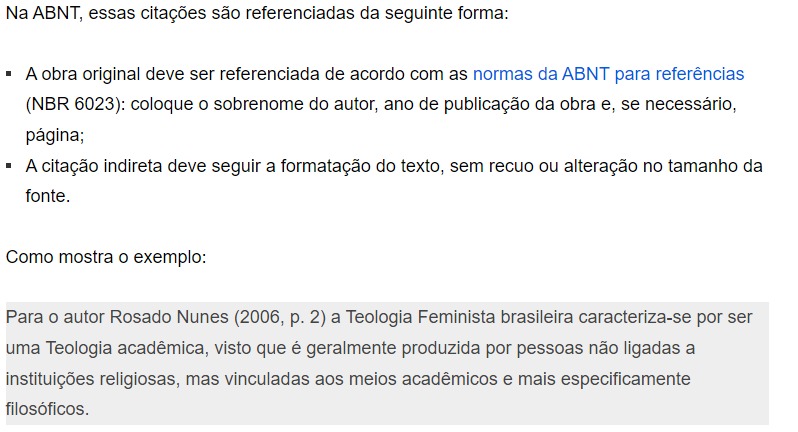 Na ABNT, essas citações são referenciadas da seguinte forma:
▪ A obra original deve ser referenciada de acordo com as normas da ABNT para referências
(NBR 6023): coloque o sobrenome do autor, ano de publicação da obra e, se necessário,
página;
▪ A citação indireta deve seguir a formatação do texto, sem recuo ou alteração no tamanho da
fonte.
Como mostra o exemplo:
Para o autor Rosado Nunes (2006, p. 2) a Teologia Feminista brasileira caracteriza-se por ser
uma Teologia acadêmica, visto que é geralmente produzida por pessoas não ligadas a
instituições religiosas, mas vinculadas aos meios acadêmicos e mais especificamente
filosóficos.